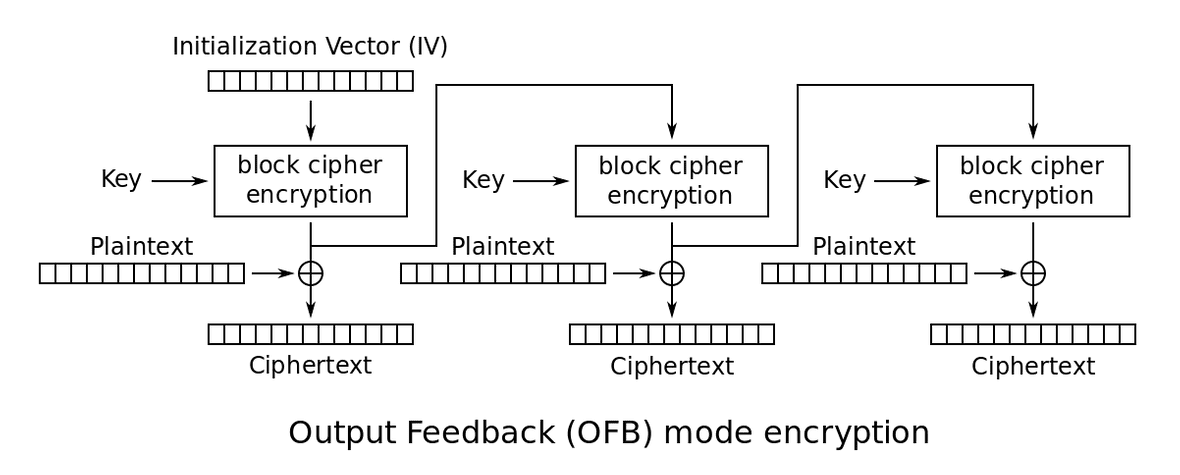 Initialization Vector (IV)
Key
block cipher
encryption
Key
block cipher
encryption
Key
block cipher
encryption
Plaintext
Plaintext
Plaintext
Ciphertext
Ciphertext
Ciphertext
Output Feedback (OFB) mode encryption